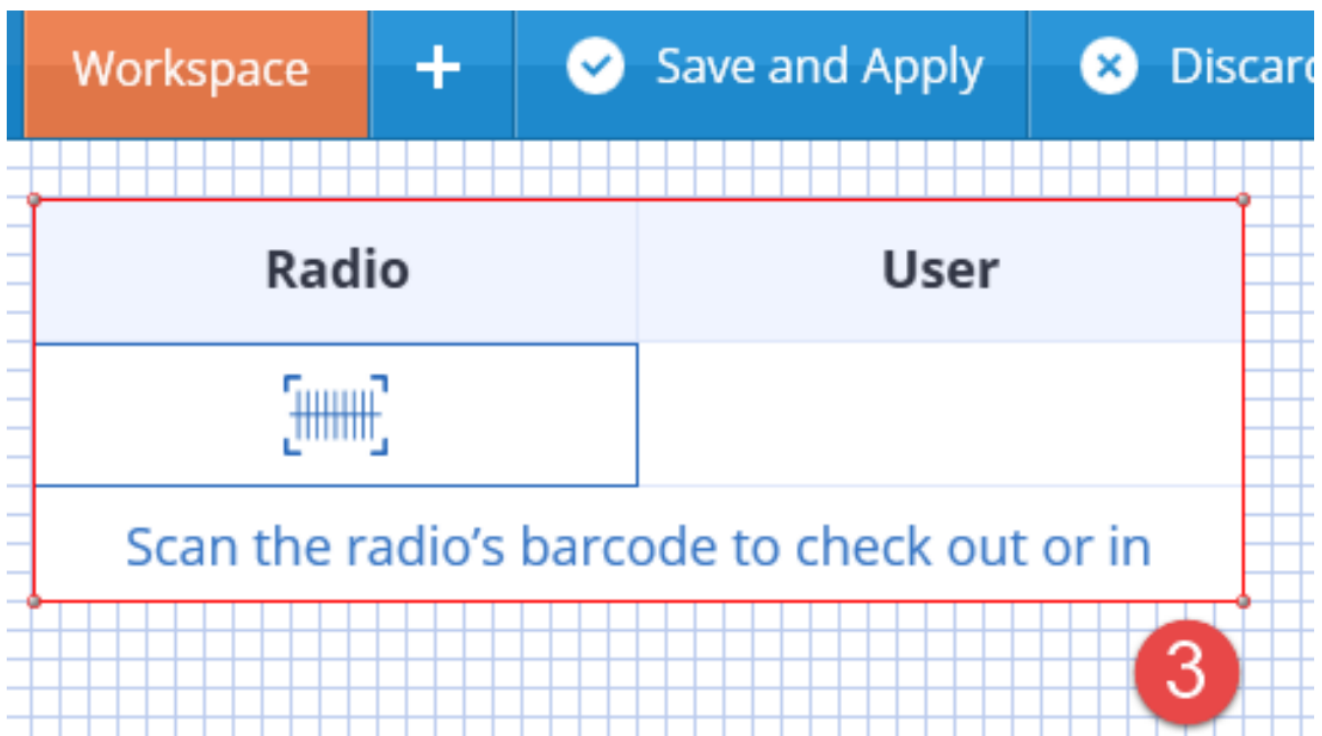 Workspace + Save and Apply Discard
Radio User
Scan the radio’s barcode to check out or in
3